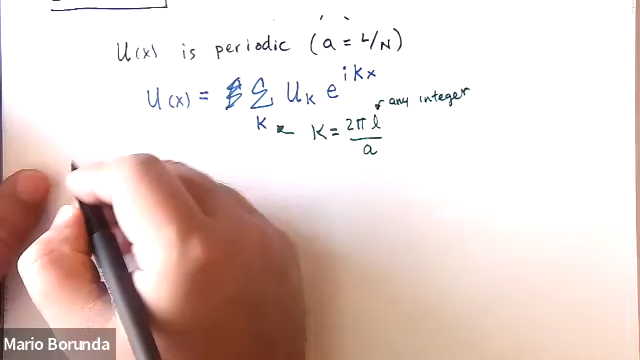 U(x) is periodic (a = L/N)
U(x) = Σ U_K e^{iKx}
K ← K = 2πl/a ← any integer
Mario Borunda